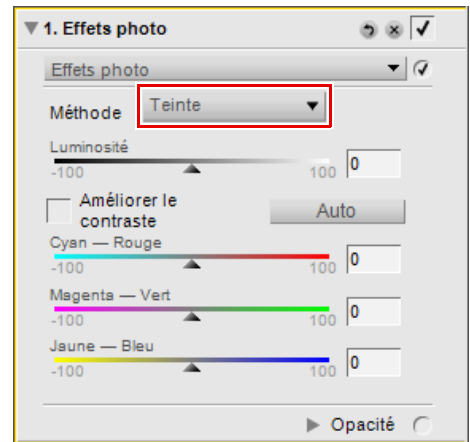 1. Effets photo
Effets photo
Méthode Teinte
Luminosité
-100 100 0
Améliorer le
contraste
Auto
Cyan — Rouge
-100 100 0
Magenta — Vert
-100 100 0
Jaune — Bleu
-100 100 0
Opacité